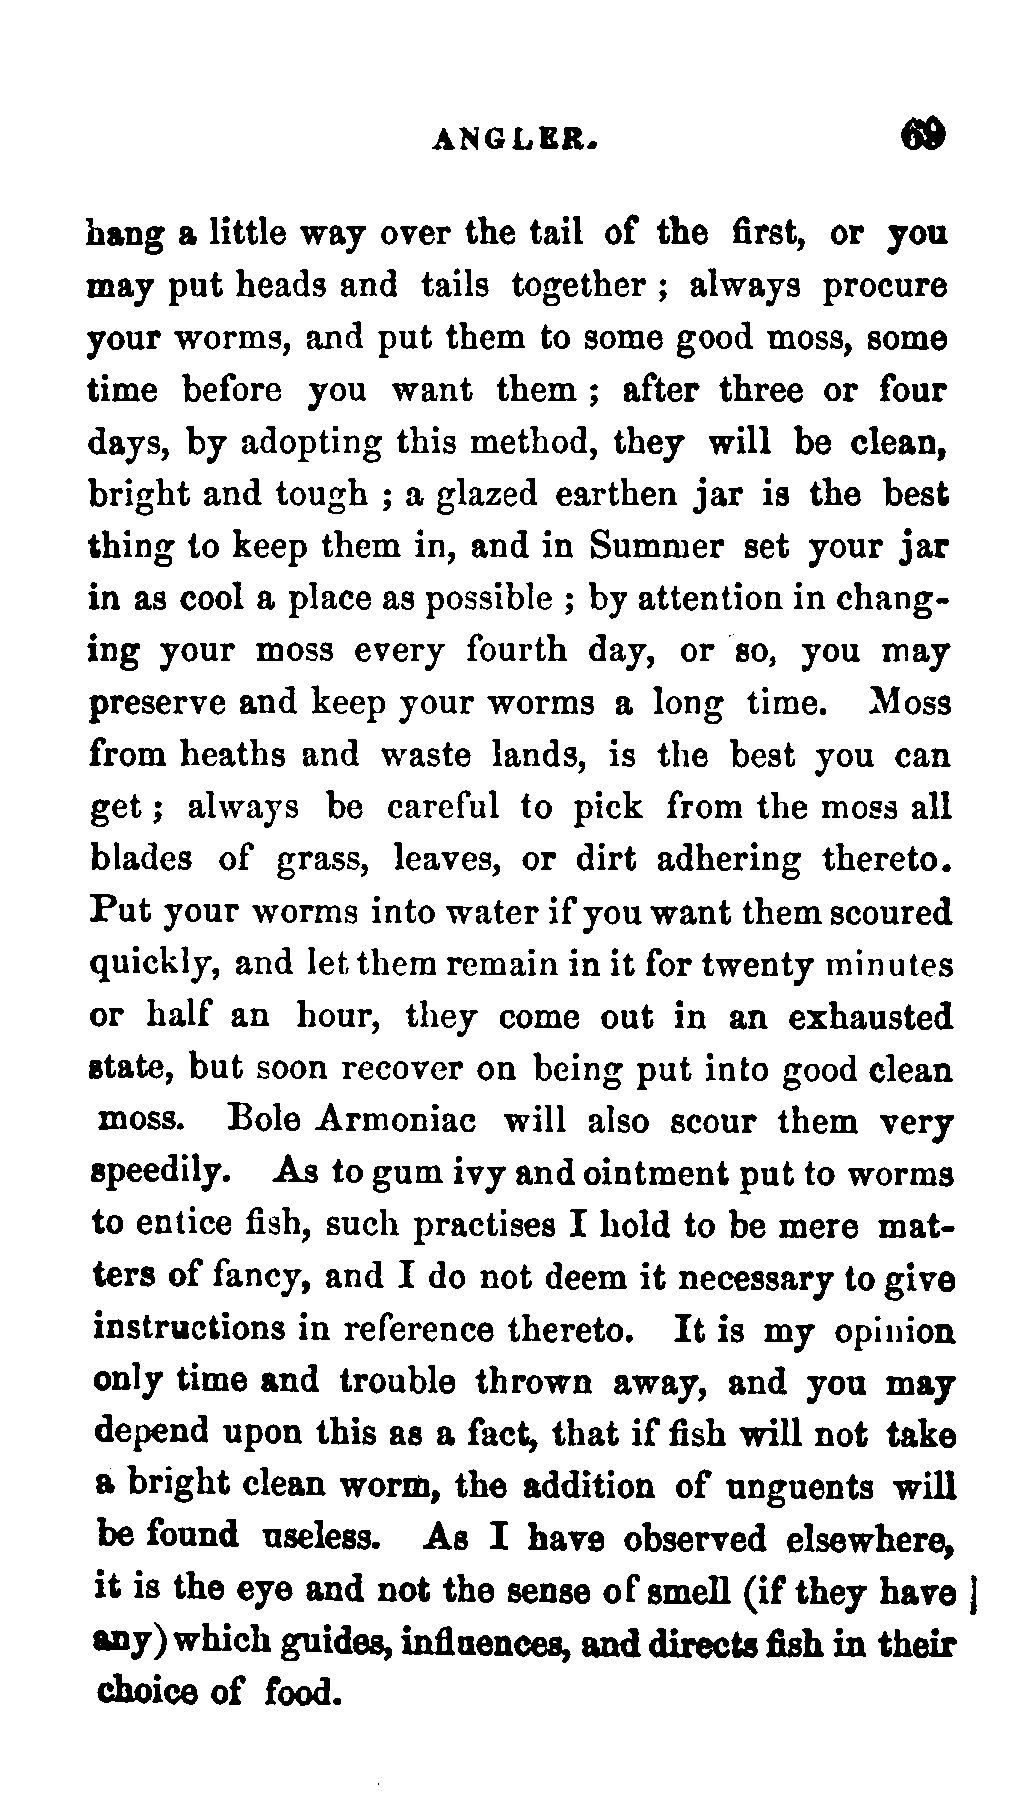 ANGLER. 69
hang a little way over the tail of the first, or you
may put heads and tails together ; always procure
your worms, and put them to some good moss, some
time before you want them ; after three or four
days, by adopting this method, they will be clean,
bright and tough ; a glazed earthen jar is the best
thing to keep them in, and in Summer set your jar
in as cool a place as possible ; by attention in chang-
ing your moss every fourth day, or so, you may
preserve and keep your worms a long time. Moss
from heaths and waste lands, is the best you can
get ; always be careful to pick from the moss all
blades of grass, leaves, or dirt adhering thereto.
Put your worms into water if you want them scoured
quickly, and let them remain in it for twenty minutes
or half an hour, they come out in an exhausted
state, but soon recover on being put into good clean
moss. Bole Armoniac will also scour them very
speedily. As to gum ivy and ointment put to worms
to entice fish, such practises I hold to be mere mat-
ters of fancy, and I do not deem it necessary to give
instructions in reference thereto. It is my opinion
only time and trouble thrown away, and you may
depend upon this as a fact, that if fish will not take
a bright clean worm, the addition of unguents will
be found useless. As I have observed elsewhere,
it is the eye and not the sense of smell (if they have
any) which guides, influences, and directs fish in their
choice of food.